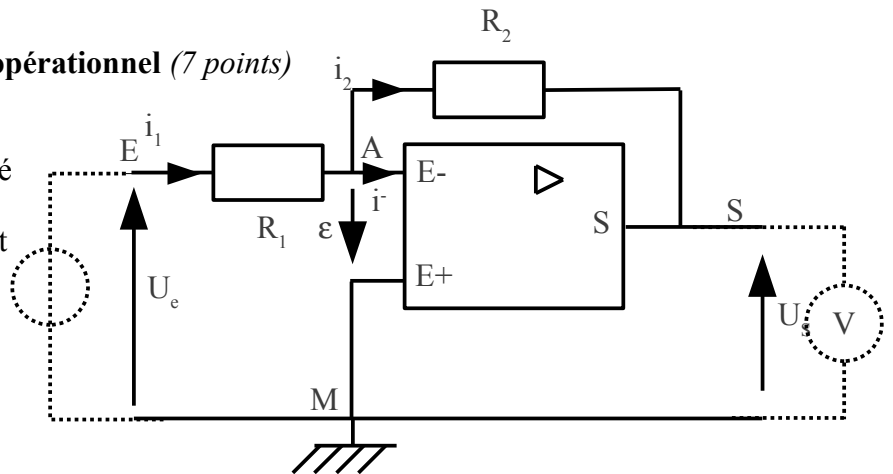 opérationnel (7 points)
R₂
i₂
i₁
E
A
é
E-
i⁻
S
S
t
R₁
ε
E+
Uₑ
Uₛ
V
M